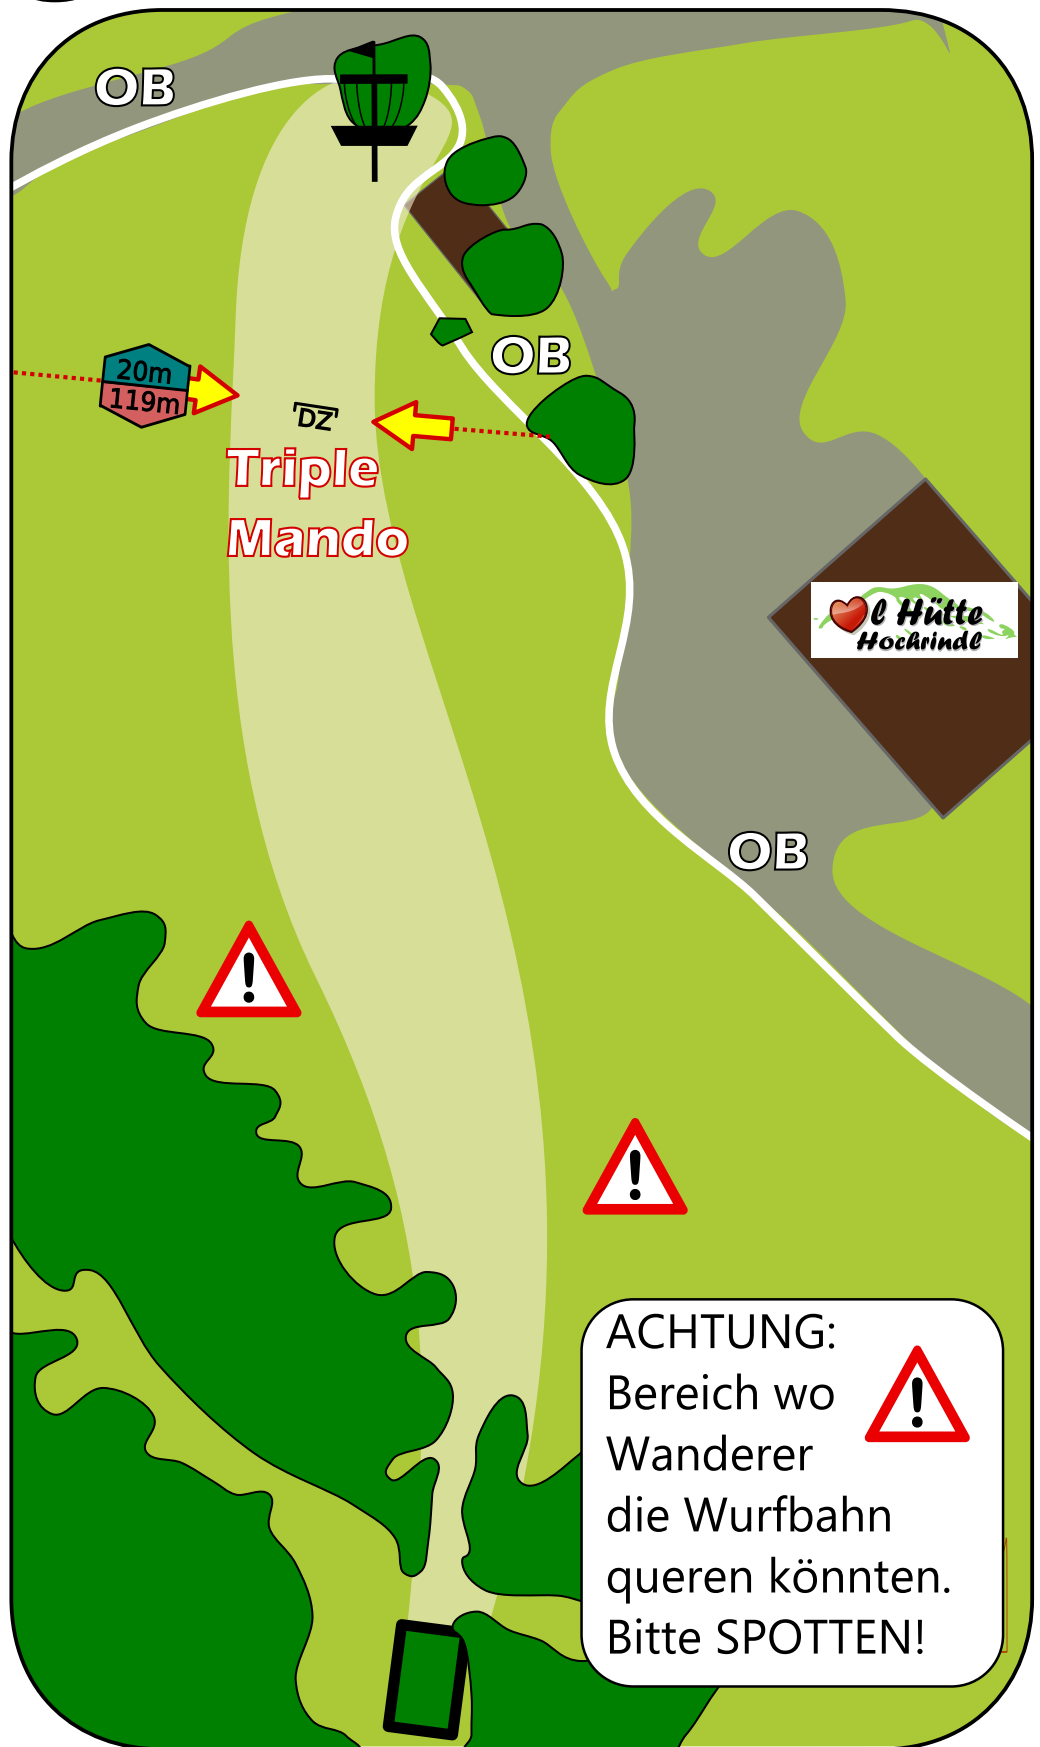 OB
OB
20m
119m
DZ
Triple
Mando
l Hütte
Hochrindl
OB
ACHTUNG:
Bereich wo
Wanderer
die Wurfbahn
queren könnten.
Bitte SPOTTEN!